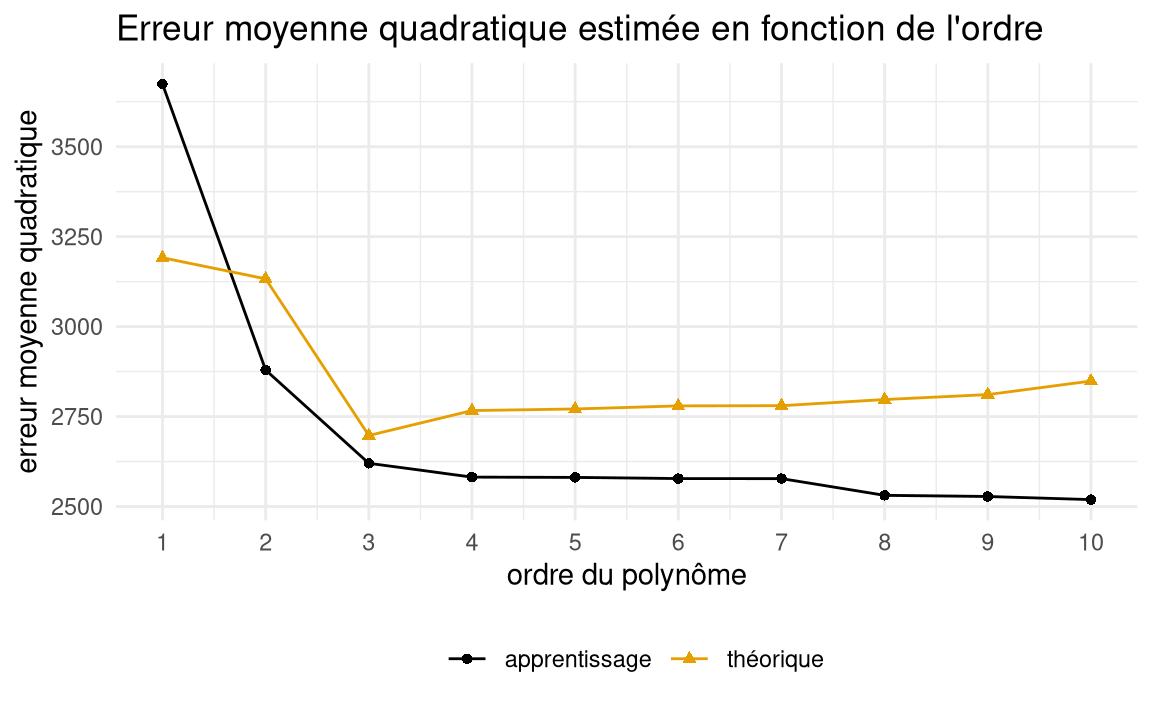 Erreur moyenne quadratique estimée en fonction de l'ordre
erreur moyenne quadratique
3500
3250
3000
2750
2500
1 2 3 4 5 6 7 8 9 10
ordre du polynôme
apprentissage théorique